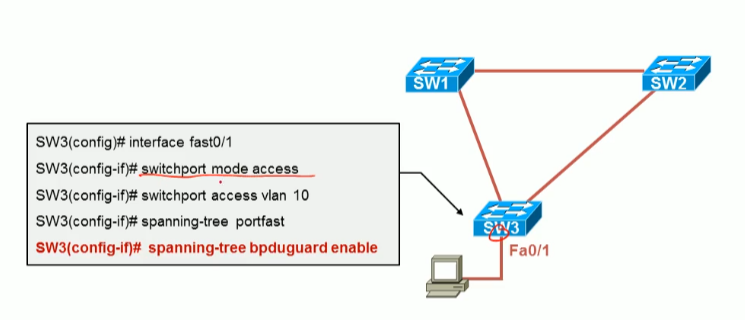 SW1
SW2
SW3(config)# interface fast0/1
SW3(config-if)# switchport mode access
SW3(config-if)# switchport access vlan 10
SW3(config-if)# spanning-tree portfast
SW3(config-if)# spanning-tree bpduguard enable
SW3
Fa0/1